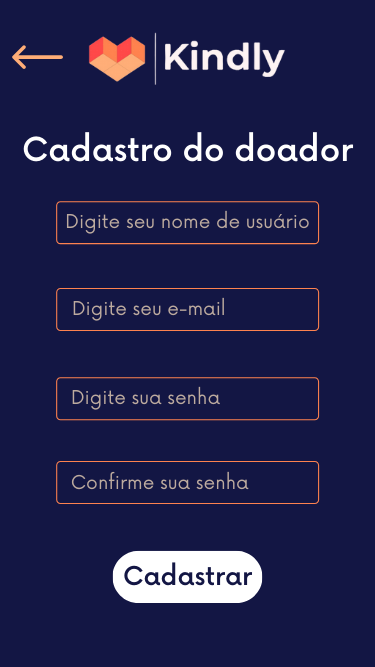 Kindly
Cadastro do doador
Digite seu nome de usuário
Digite seu e-mail
Digite sua senha
Confirme sua senha
Cadastrar